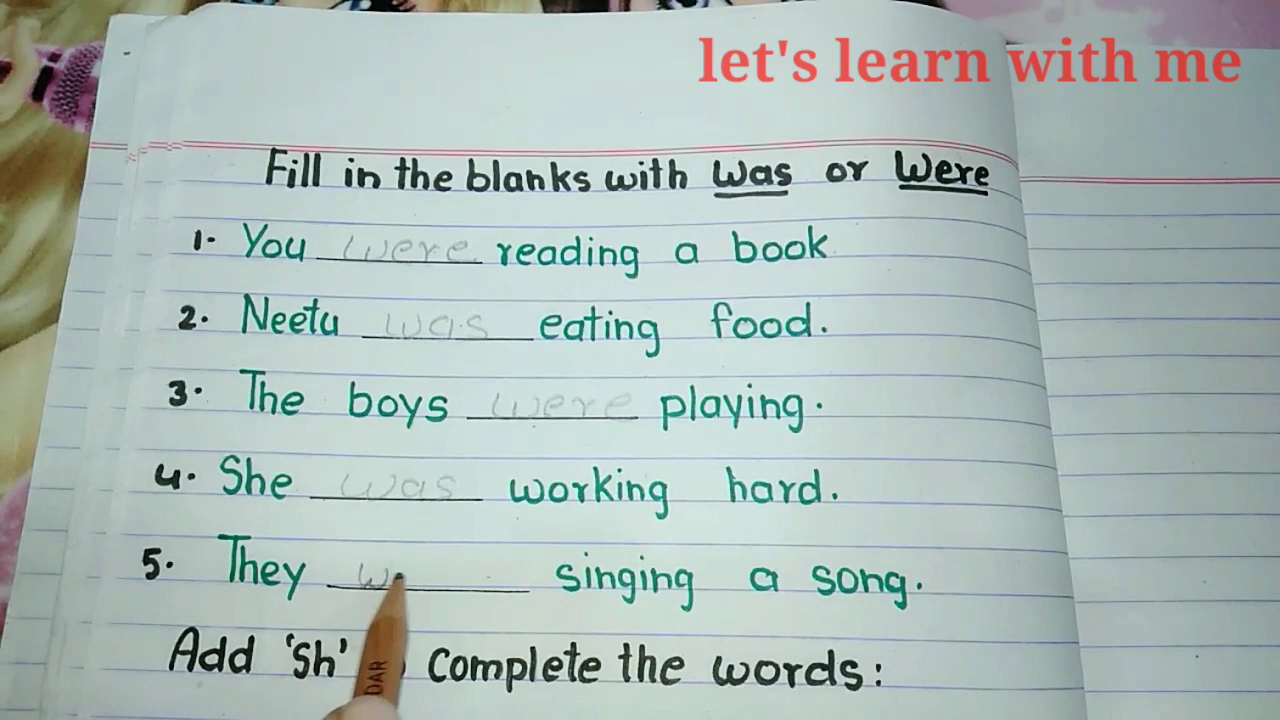 let's learn with me
Fill in the blanks with was or were
1. You were reading a book
2. Neetu was eating food.
3. The boys were playing.
4. She was working hard.
5. They w singing a song.
Add 'Sh' complete the words:
DAR